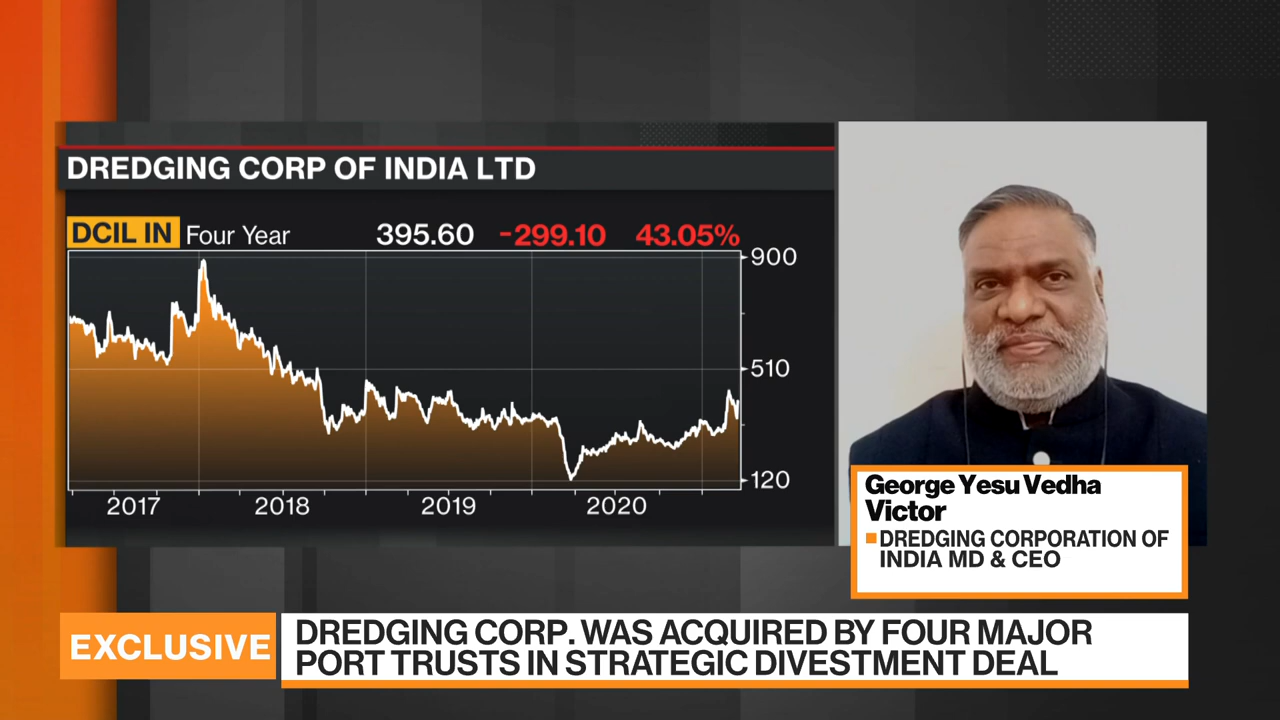 DREDGING CORP OF INDIA LTD
DCIL IN Four Year 395.60 -299.10 43.05%
900
510
120
2017 2018 2019 2020
George Yesu Vedha
Victor
DREDGING CORPORATION OF
INDIA MD & CEO
EXCLUSIVE
DREDGING CORP. WAS ACQUIRED BY FOUR MAJOR
PORT TRUSTS IN STRATEGIC DIVESTMENT DEAL